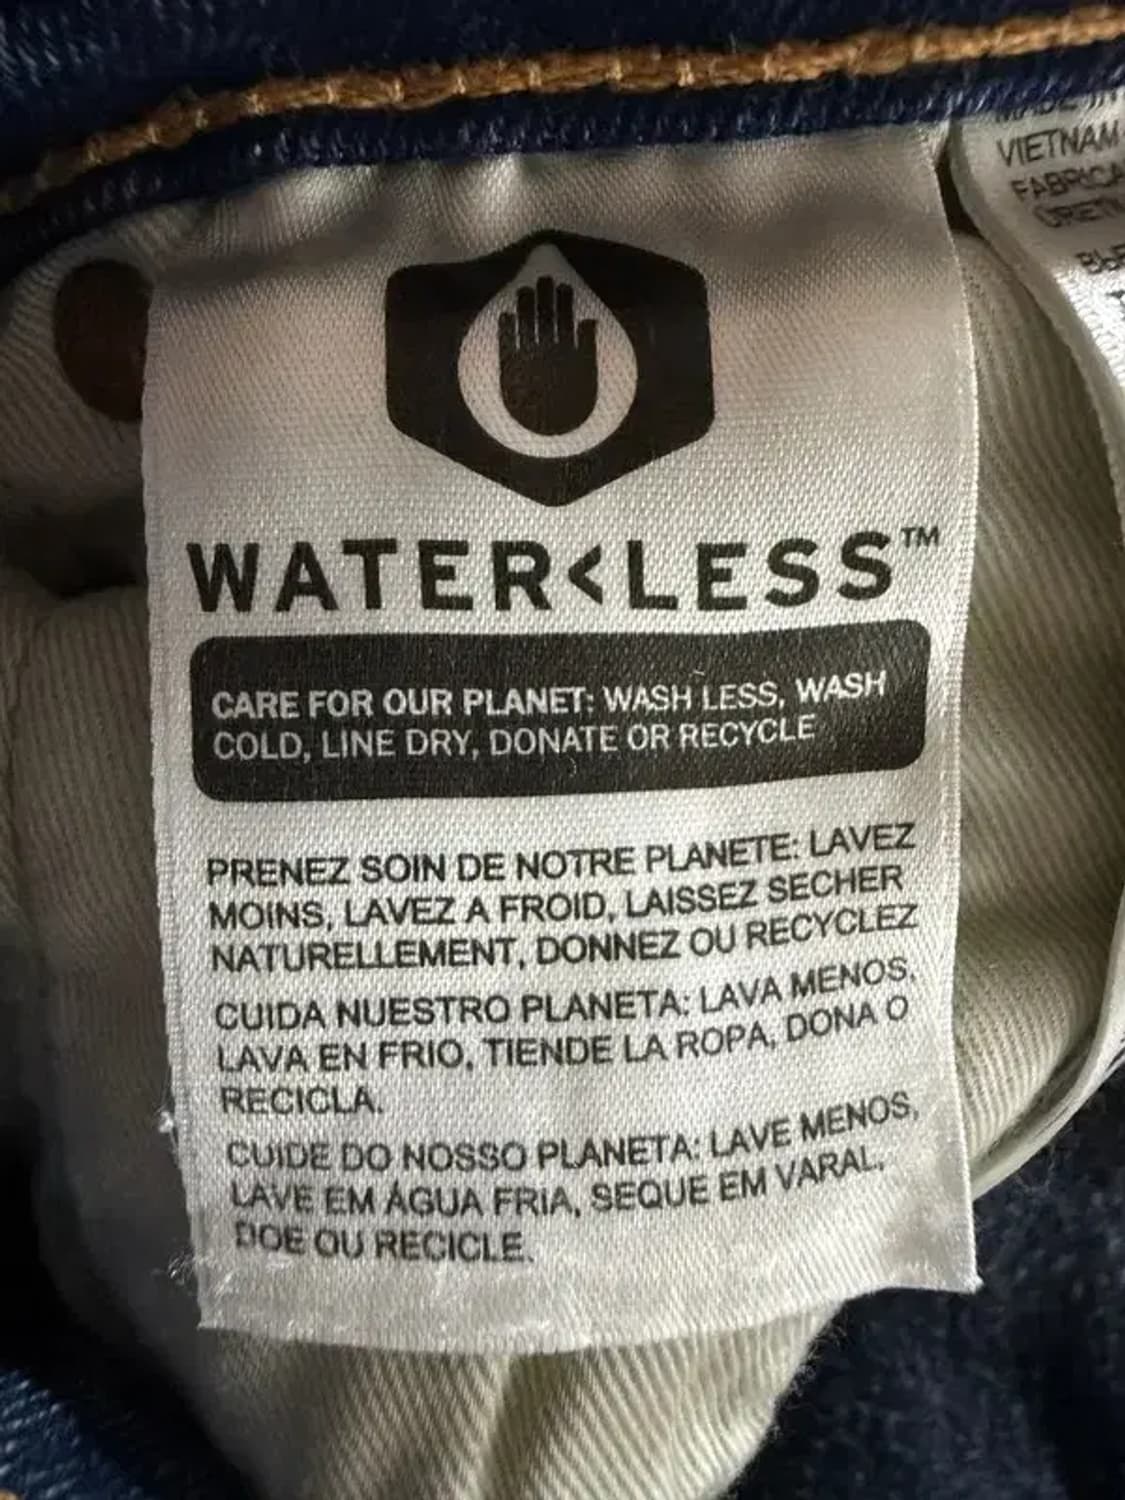 WATER<LESS™
CARE FOR OUR PLANET: WASH LESS, WASH
COLD, LINE DRY, DONATE OR RECYCLE
PRENEZ SOIN DE NOTRE PLANETE: LAVEZ
MOINS, LAVEZ A FROID, LAISSEZ SECHER
NATURELLEMENT, DONNEZ OU RECYCLEZ
CUIDA NUESTRO PLANETA: LAVA MENOS,
LAVA EN FRIO, TIENDE LA ROPA, DONA O
RECICLA.
CUIDE DO NOSSO PLANETA: LAVE MENOS,
LAVE EM ÁGUA FRIA, SEQUE EM VARAL,
DOE OU RECICLE.
MADE IN
VIETNAM